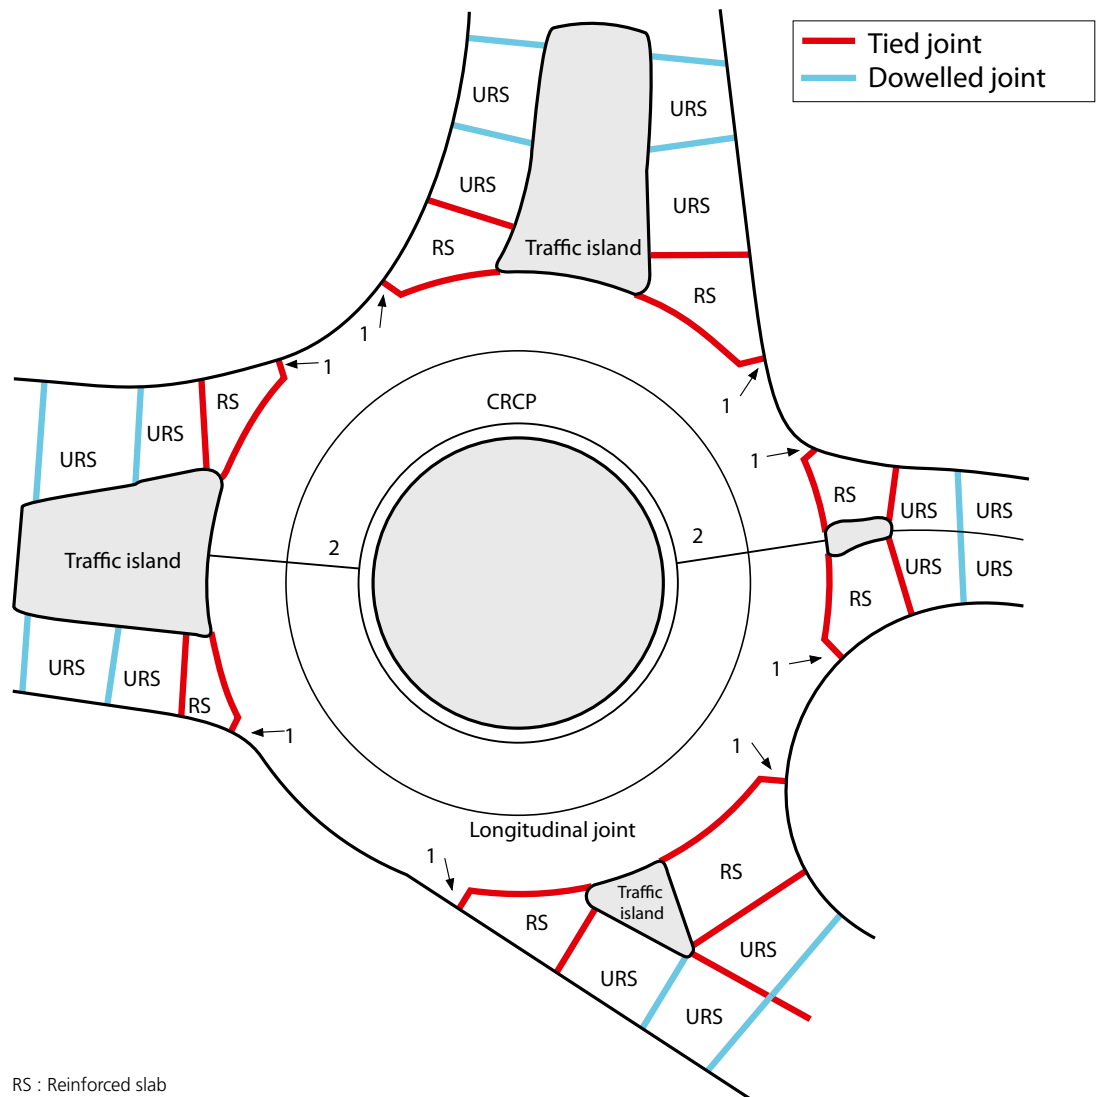 Tied joint
Dowelled joint
URS
URS
URS
URS
RS
Traffic island
URS
RS
1
1
1
RS
CRCP
URS
URS
1
RS
URS
URS
2
2
Traffic island
URS
URS
RS
1
URS
URS
RS
1
1
Longitudinal joint
1
RS
Traffic
island
RS
URS
URS
URS
RS : Reinforced slab